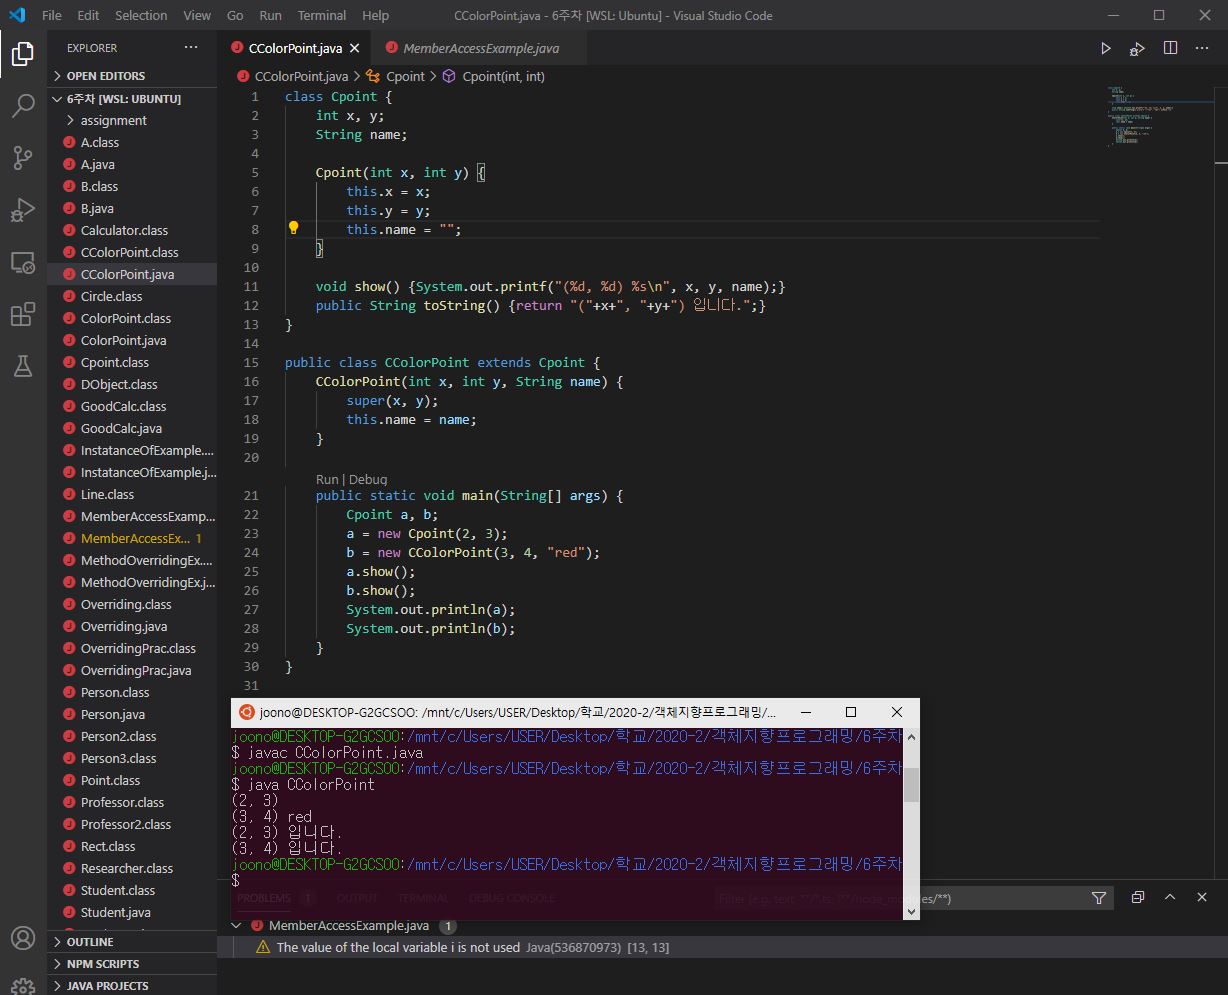 File Edit Selection View Go Run Terminal Help CColorPoint.java - 6주차 [WSL: Ubuntu] - Visual Studio Code
EXPLORER
OPEN EDITORS
6주차 [WSL: UBUNTU]
assignment
A.class
A.java
B.class
B.java
Calculator.class
CColorPoint.class
CColorPoint.java
Circle.class
ColorPoint.class
ColorPoint.java
Cpoint.class
DObject.class
GoodCalc.class
GoodCalc.java
InstatanceOfExample....
InstatanceOfExample.j...
Line.class
MemberAccessExamp...
MemberAccessEx... 1
MethodOverridingEx....
MethodOverridingEx.j...
Overriding.class
Overriding.java
OverridingPrac.class
OverridingPrac.java
Person.class
Person.java
Person2.class
Person3.class
Point.class
Professor.class
Professor2.class
Rect.class
Researcher.class
Student.class
Student.java
OUTLINE
NPM SCRIPTS
JAVA PROJECTS
CColorPoint.java MemberAccessExample.java
CColorPoint.java > Cpoint > Cpoint(int, int)
1 class Cpoint {
2 int x, y;
3 String name;
4
5 Cpoint(int x, int y) {
6 this.x = x;
7 this.y = y;
8 this.name = "";
9 }
10
11 void show() {System.out.printf("(%d, %d) %s\n", x, y, name);}
12 public String toString() {return "("+x+", "+y+") 입니다.";}
13 }
14
15 public class CColorPoint extends Cpoint {
16 CColorPoint(int x, int y, String name) {
17 super(x, y);
18 this.name = name;
19 }
20
Run | Debug
21 public static void main(String[] args) {
22 Cpoint a, b;
23 a = new Cpoint(2, 3);
24 b = new CColorPoint(3, 4, "red");
25 a.show();
26 b.show();
27 System.out.println(a);
28 System.out.println(b);
29 }
30 }
31
joono@DESKTOP-G2GCSOO: /mnt/c/Users/USER/Desktop/학교/2020-2/객체지향프로그래밍/...
joono@DESKTOP-G2GCSOO:/mnt/c/Users/USER/Desktop/학교/2020-2/객체지향프로그래밍/6주차
$ javac CColorPoint.java
joono@DESKTOP-G2GCSOO:/mnt/c/Users/USER/Desktop/학교/2020-2/객체지향프로그래밍/6주차
$ java CColorPoint
(2, 3)
(3, 4) red
(2, 3) 입니다.
(3, 4) 입니다.
joono@DESKTOP-G2GCSOO:/mnt/c/Users/USER/Desktop/학교/2020-2/객체지향프로그래밍/6주차
$
PROBLEMS 1 OUTPUT TERMINAL DEBUG CONSOLE
MemberAccessExample.java 1
The value of the local variable i is not used Java(536870973) [13, 13]